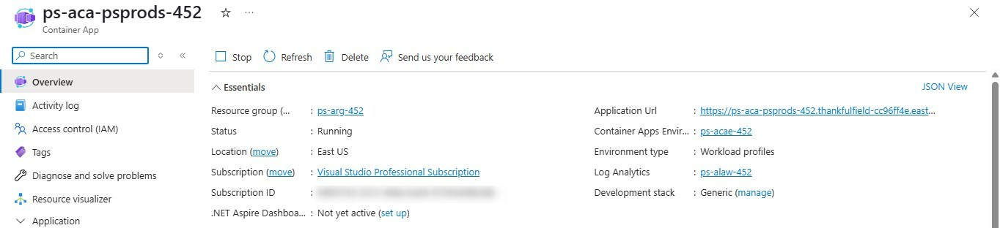 ps-aca-psprods-452
Container App
Search
Overview
Activity log
Access control (IAM)
Tags
Diagnose and solve problems
Resource visualizer
Application
Stop Refresh Delete Send us your feedback
Essentials JSON View
Resource group (... : ps-arg-452
Status : Running
Location (move) : East US
Subscription (move) : Visual Studio Professional Subscription
Subscription ID :
.NET Aspire Dashboa... : Not yet active (set up)
Application Url : https://ps-aca-psprods-452.thankfulfield-cc96ff4e.east...
Container Apps Envir... : ps-acae-452
Environment type : Workload profiles
Log Analytics : ps-alaw-452
Development stack : Generic (manage)